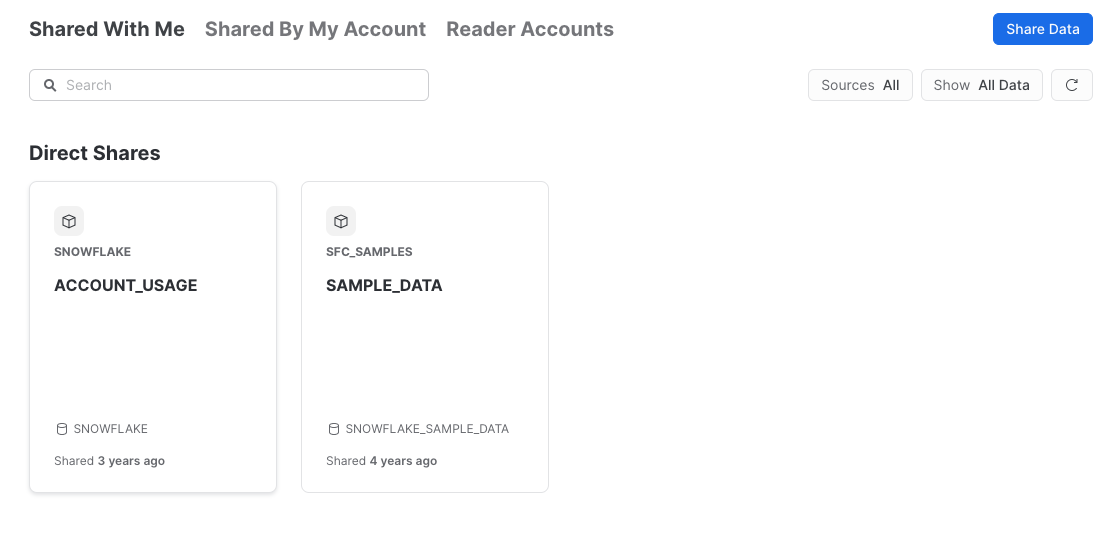 Shared With Me Shared By My Account Reader Accounts Share Data
Search Sources All Show All Data
Direct Shares
SNOWFLAKE
ACCOUNT_USAGE
SNOWFLAKE
Shared 3 years ago
SFC_SAMPLES
SAMPLE_DATA
SNOWFLAKE_SAMPLE_DATA
Shared 4 years ago